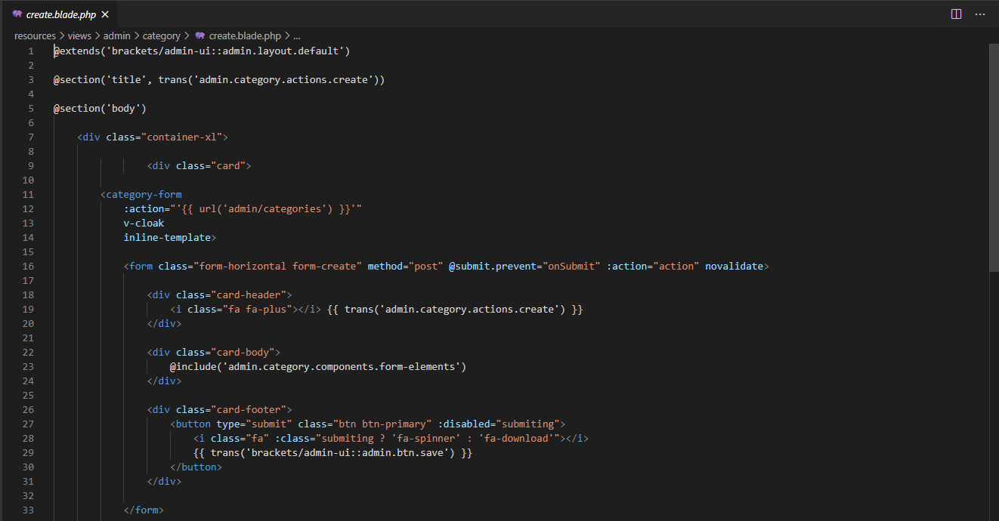 create.blade.php
resources > views > admin > category > create.blade.php > ...
1 @extends('brackets/admin-ui::admin.layout.default')
2
3 @section('title', trans('admin.category.actions.create'))
4
5 @section('body')
6
7 <div class="container-xl">
8
9 <div class="card">
10
11 <category-form
12 :action="'{{ url('admin/categories') }}'"
13 v-cloak
14 inline-template>
15
16 <form class="form-horizontal form-create" method="post" @submit.prevent="onSubmit" :action="action" novalidate>
17
18 <div class="card-header">
19 <i class="fa fa-plus"></i> {{ trans('admin.category.actions.create') }}
20 </div>
21
22 <div class="card-body">
23 @include('admin.category.components.form-elements')
24 </div>
25
26 <div class="card-footer">
27 <button type="submit" class="btn btn-primary" :disabled="submiting">
28 <i class="fa" :class="submiting ? 'fa-spinner' : 'fa-download'"></i>
29 {{ trans('brackets/admin-ui::admin.btn.save') }}
30 </button>
31 </div>
32
33 </form>